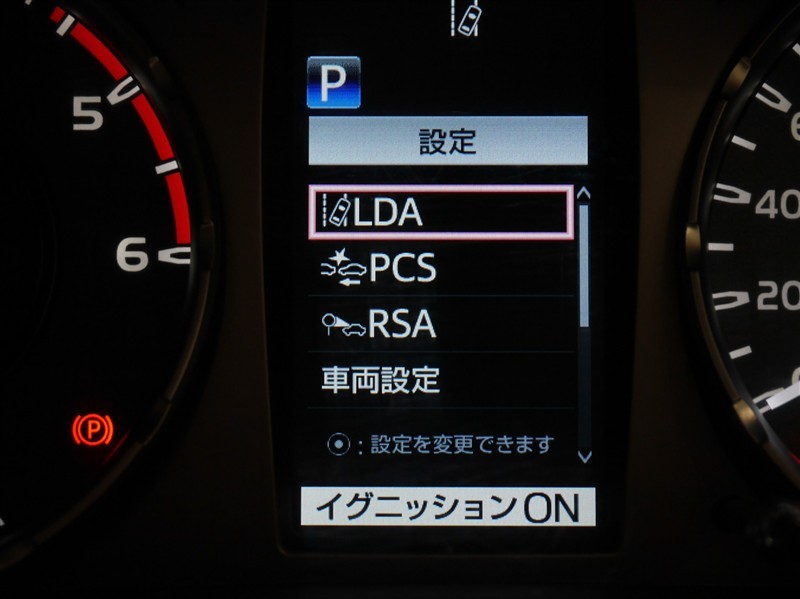 P
設定
5
LDA
6
PCS
RSA
車両設定
40
20
(P)
⦿：設定を変更できます
イグニッションON